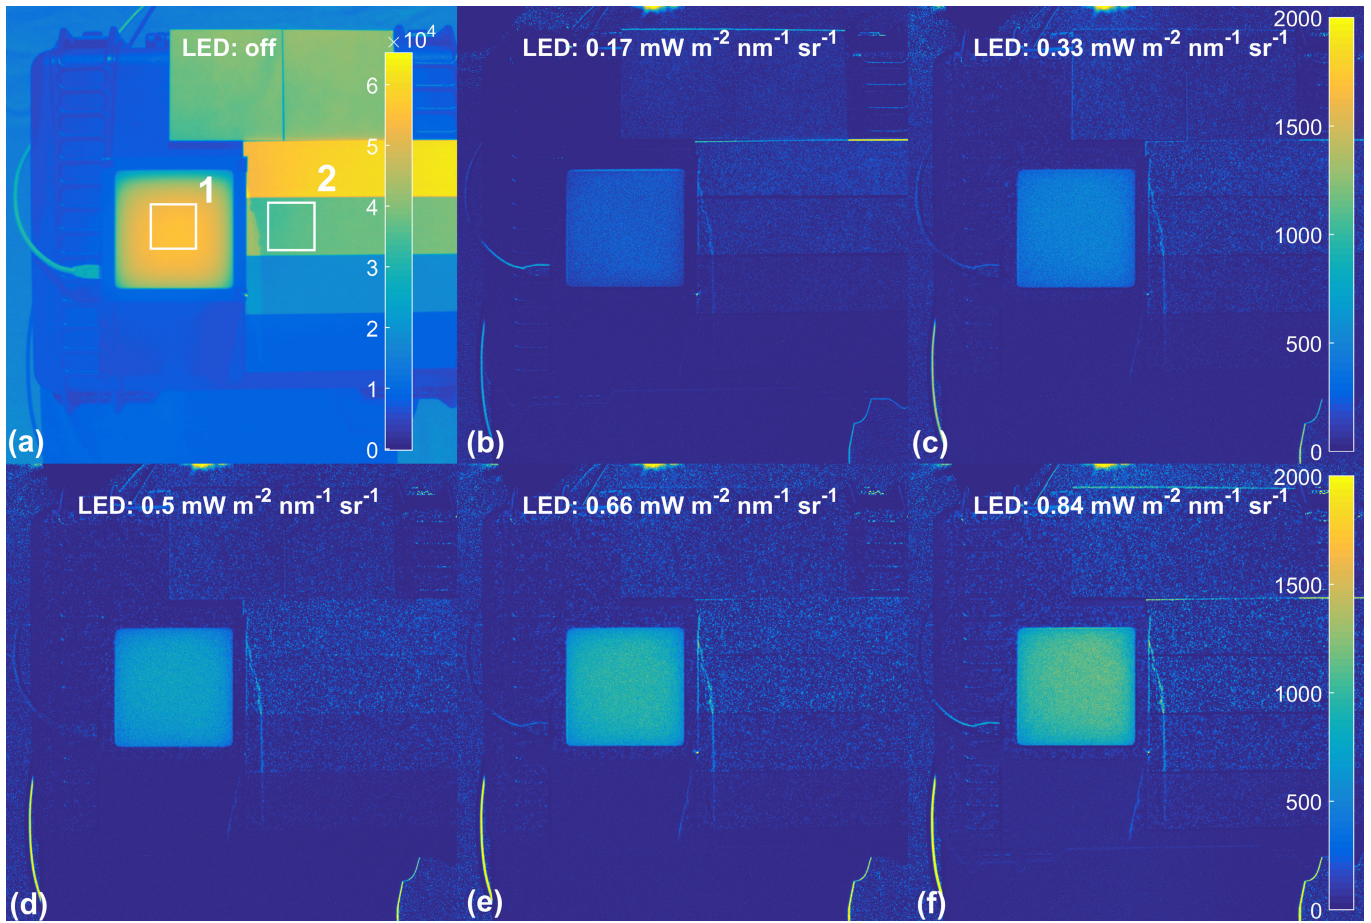 LED: off
×10⁴
6
5
4
3
2
1
0
1
2
(a)
LED: 0.17 mW m⁻² nm⁻¹ sr⁻¹
(b)
LED: 0.33 mW m⁻² nm⁻¹ sr⁻¹
2000
1500
1000
500
0
(c)
LED: 0.5 mW m⁻² nm⁻¹ sr⁻¹
(d)
LED: 0.66 mW m⁻² nm⁻¹ sr⁻¹
(e)
LED: 0.84 mW m⁻² nm⁻¹ sr⁻¹
2000
1500
1000
500
0
(f)